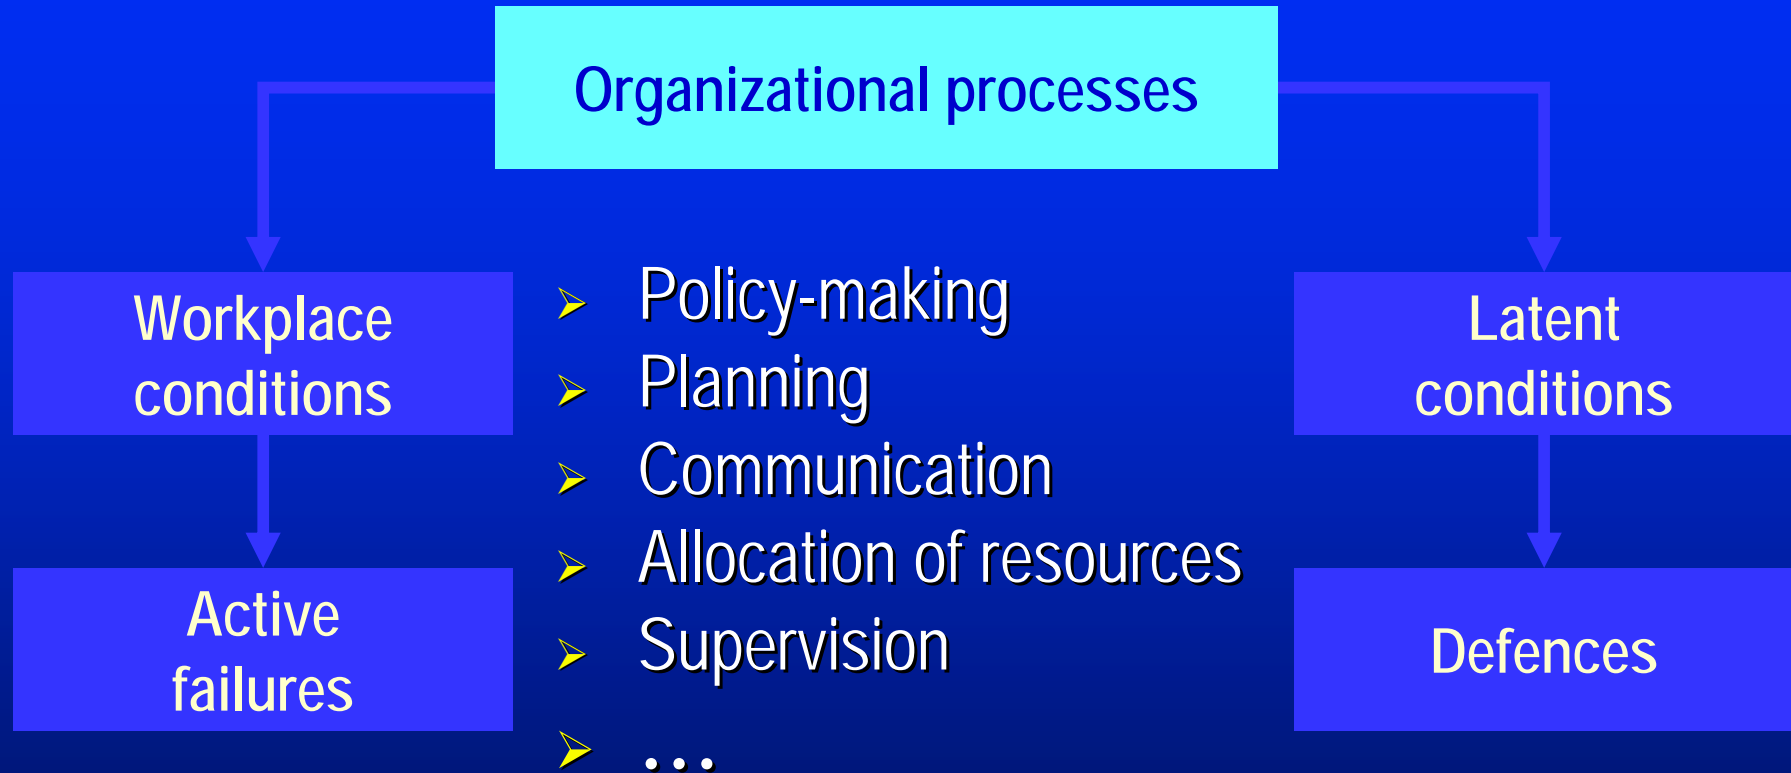 Organizational processes
Workplace
conditions
Active
failures
➢ Policy-making
➢ Planning
➢ Communication
➢ Allocation of resources
➢ Supervision
➢ ...
Latent
conditions
Defences